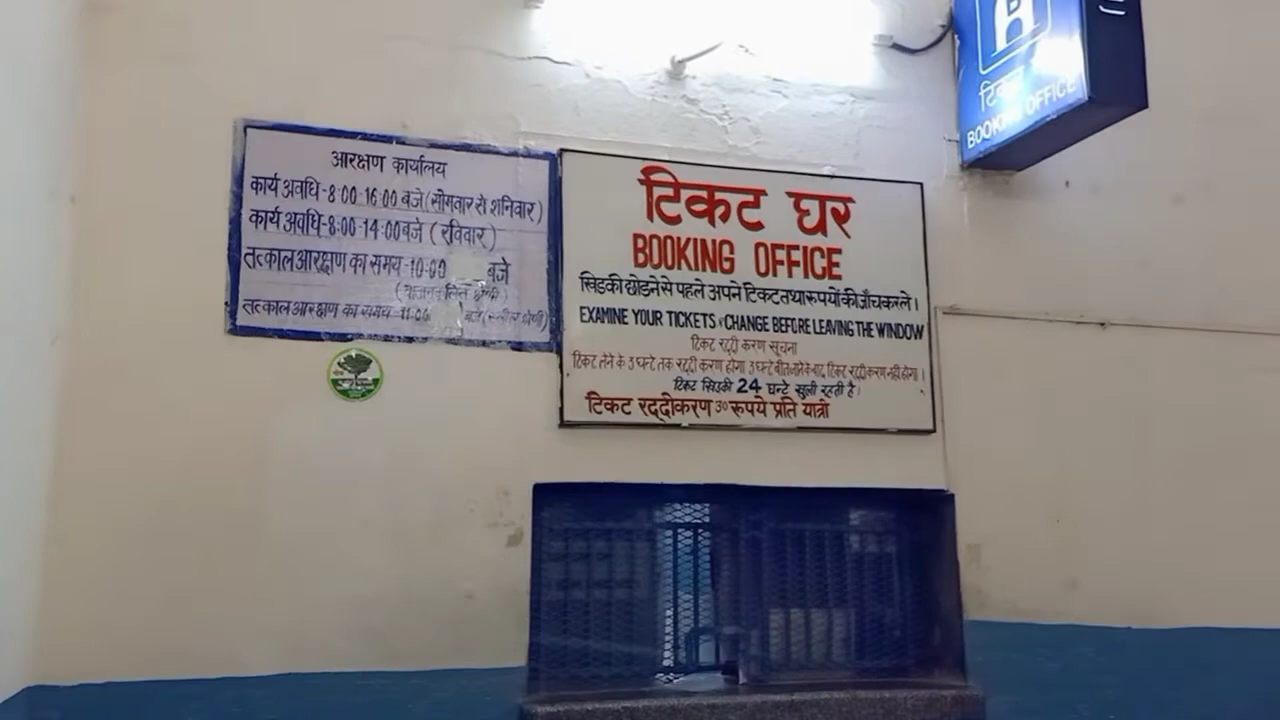 आरक्षण कार्यालय
कार्य अवधि-8:00-16:00 बजे (सोमवार से शनिवार)
कार्य अवधि-8:00-14:00 बजे (रविवार)
तत्काल आरक्षण का समय-10:00 बजे
तत्काल आरक्षण का समय-11:00 बजे
टिकट घर
BOOKING OFFICE
खिड़की छोडने से पहले अपने टिकट तथा रूपयों की जाँच कर ले।
EXAMINE YOUR TICKETS & CHANGE BEFORE LEAVING THE WINDOW
टिकट रद्दी करण सूचना
टिकट लेने के 3 घन्टे तक रद्दी करण होगा 3 घन्टे बीत जाने के बाद, टिकट रद्दीकरण नही होगा।
टिकट खिड़की 24 घन्टे खुली रहती है।
टिकट रद्दीकरण 30 रूपये प्रति यात्री
टिकट
BOOKING OFFICE